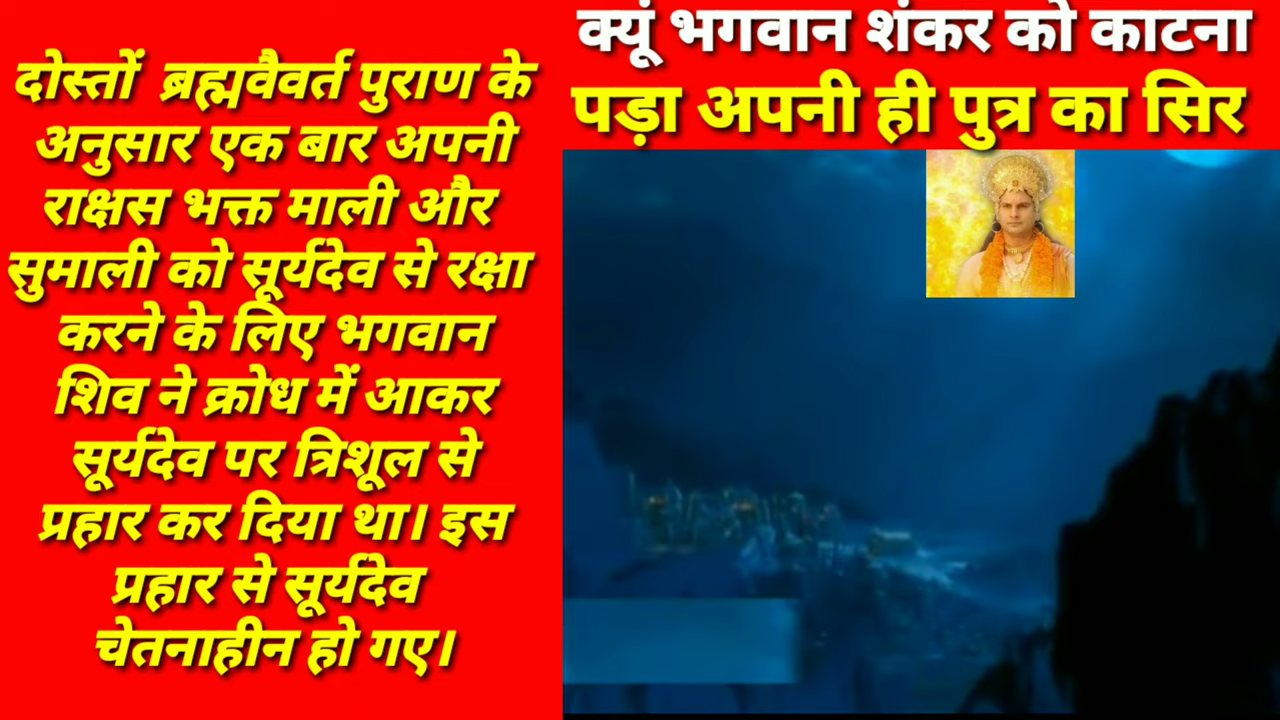 दोस्तों ब्रह्मवैवर्त पुराण के
अनुसार एक बार अपनी
राक्षस भक्त माली और
सुमाली को सूर्यदेव से रक्षा
करने के लिए भगवान
शिव ने क्रोध में आकर
सूर्यदेव पर त्रिशूल से
प्रहार कर दिया था। इस
प्रहार से सूर्यदेव
चेतनाहीन हो गए।
क्यूं भगवान शंकर को काटना
पड़ा अपनी ही पुत्र का सिर